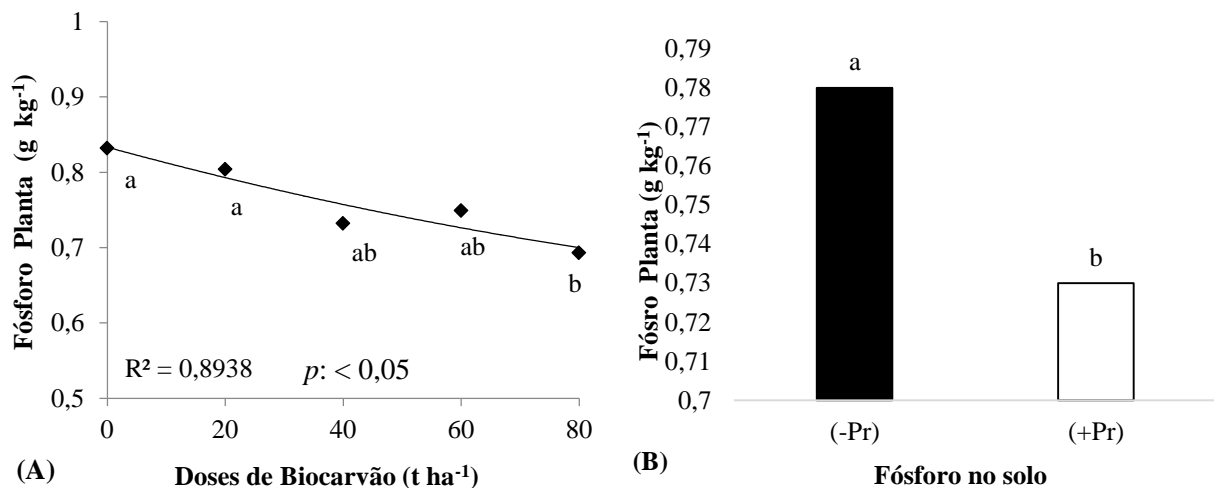 Fósforo Planta (g kg-1)
1
0,9
0,8
0,7
0,6
0,5
a
a
ab
ab
b
R² = 0,8938 p: < 0,05
0 20 40 60 80
(A) Doses de Biocarvão (t ha-1)
Fósro Planta (g kg-1)
0,79
0,78
0,77
0,76
0,75
0,74
0,73
0,72
0,71
0,7
a
b
(-Pr) (+Pr)
(B) Fósforo no solo